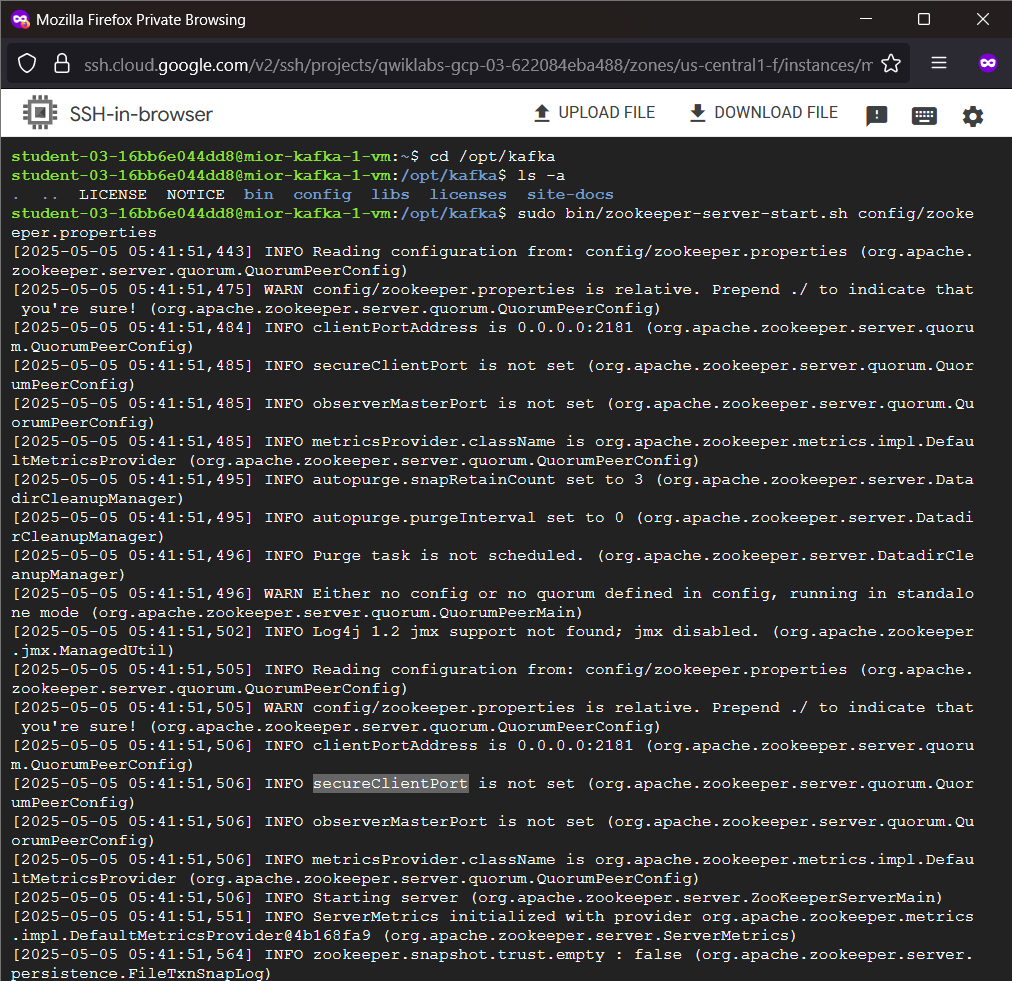 Mozilla Firefox Private Browsing
ssh.cloud.google.com/v2/ssh/projects/qwiklabs-gcp-03-622084eba488/zones/us-central1-f/instances/m
SSH-in-browser
UPLOAD FILE
DOWNLOAD FILE
student-03-16bb6e044dd8@mior-kafka-1-vm:~$ cd /opt/kafka
student-03-16bb6e044dd8@mior-kafka-1-vm:/opt/kafka$ ls -a
. .. LICENSE NOTICE bin config libs licenses site-docs
student-03-16bb6e044dd8@mior-kafka-1-vm:/opt/kafka$ sudo bin/zookeeper-server-start.sh config/zooke
eper.properties
[2025-05-05 05:41:51,443] INFO Reading configuration from: config/zookeeper.properties (org.apache.
zookeeper.server.quorum.QuorumPeerConfig)
[2025-05-05 05:41:51,475] WARN config/zookeeper.properties is relative. Prepend ./ to indicate that
 you're sure! (org.apache.zookeeper.server.quorum.QuorumPeerConfig)
[2025-05-05 05:41:51,484] INFO clientPortAddress is 0.0.0.0:2181 (org.apache.zookeeper.server.quoru
m.QuorumPeerConfig)
[2025-05-05 05:41:51,485] INFO secureClientPort is not set (org.apache.zookeeper.server.quorum.Quor
umPeerConfig)
[2025-05-05 05:41:51,485] INFO observerMasterPort is not set (org.apache.zookeeper.server.quorum.Qu
orumPeerConfig)
[2025-05-05 05:41:51,485] INFO metricsProvider.className is org.apache.zookeeper.metrics.impl.Defau
ltMetricsProvider (org.apache.zookeeper.server.quorum.QuorumPeerConfig)
[2025-05-05 05:41:51,495] INFO autopurge.snapRetainCount set to 3 (org.apache.zookeeper.server.Data
dirCleanupManager)
[2025-05-05 05:41:51,495] INFO autopurge.purgeInterval set to 0 (org.apache.zookeeper.server.Datadi
rCleanupManager)
[2025-05-05 05:41:51,496] INFO Purge task is not scheduled. (org.apache.zookeeper.server.DatadirCle
anupManager)
[2025-05-05 05:41:51,496] WARN Either no config or no quorum defined in config, running in standalo
ne mode (org.apache.zookeeper.server.quorum.QuorumPeerMain)
[2025-05-05 05:41:51,502] INFO Log4j 1.2 jmx support not found; jmx disabled. (org.apache.zookeeper
.jmx.ManagedUtil)
[2025-05-05 05:41:51,505] INFO Reading configuration from: config/zookeeper.properties (org.apache.
zookeeper.server.quorum.QuorumPeerConfig)
[2025-05-05 05:41:51,505] WARN config/zookeeper.properties is relative. Prepend ./ to indicate that
 you're sure! (org.apache.zookeeper.server.quorum.QuorumPeerConfig)
[2025-05-05 05:41:51,506] INFO clientPortAddress is 0.0.0.0:2181 (org.apache.zookeeper.server.quoru
m.QuorumPeerConfig)
[2025-05-05 05:41:51,506] INFO secureClientPort is not set (org.apache.zookeeper.server.quorum.Quor
umPeerConfig)
[2025-05-05 05:41:51,506] INFO observerMasterPort is not set (org.apache.zookeeper.server.quorum.Qu
orumPeerConfig)
[2025-05-05 05:41:51,506] INFO metricsProvider.className is org.apache.zookeeper.metrics.impl.Defau
ltMetricsProvider (org.apache.zookeeper.server.quorum.QuorumPeerConfig)
[2025-05-05 05:41:51,506] INFO Starting server (org.apache.zookeeper.server.ZooKeeperServerMain)
[2025-05-05 05:41:51,551] INFO ServerMetrics initialized with provider org.apache.zookeeper.metrics
.impl.DefaultMetricsProvider@4b168fa9 (org.apache.zookeeper.server.ServerMetrics)
[2025-05-05 05:41:51,564] INFO zookeeper.snapshot.trust.empty : false (org.apache.zookeeper.server.
persistence.FileTxnSnapLog)